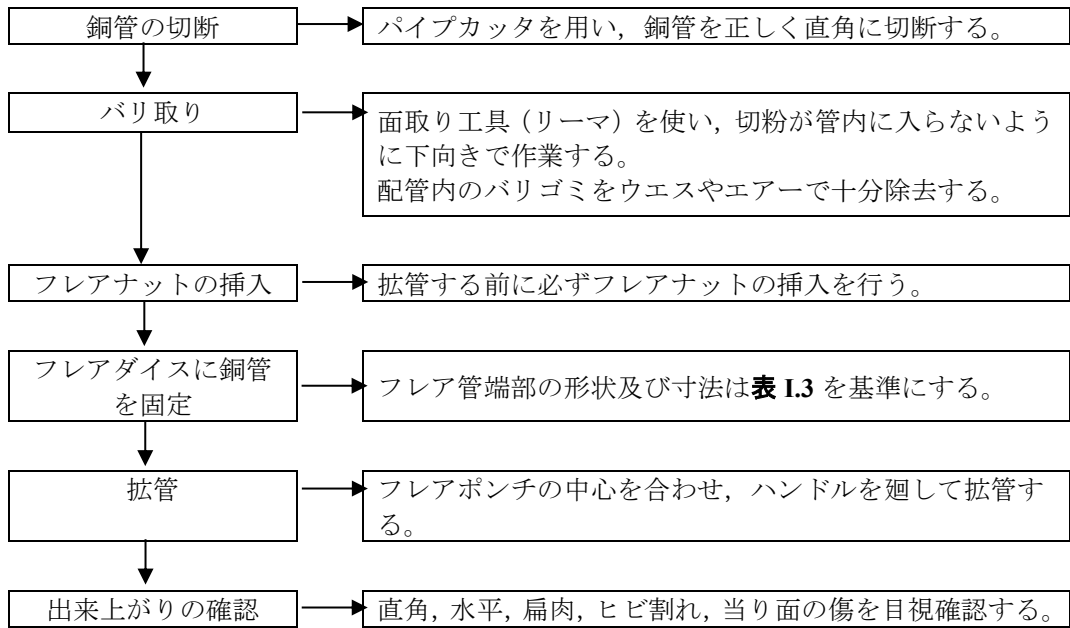 銅管の切断
パイプカッタを用い，銅管を正しく直角に切断する。
バリ取り
面取り工具（リーマ）を使い，切粉が管内に入らないよう
に下向きで作業する。
配管内のバリゴミをウエスやエアーで十分除去する。
フレアナットの挿入
拡管する前に必ずフレアナットの挿入を行う。
フレアダイスに銅管
を固定
フレア管端部の形状及び寸法は表 I.3 を基準にする。
拡管
フレアポンチの中心を合わせ，ハンドルを廻して拡管す
る。
出来上がりの確認
直角，水平，扁肉，ヒビ割れ，当り面の傷を目視確認する。